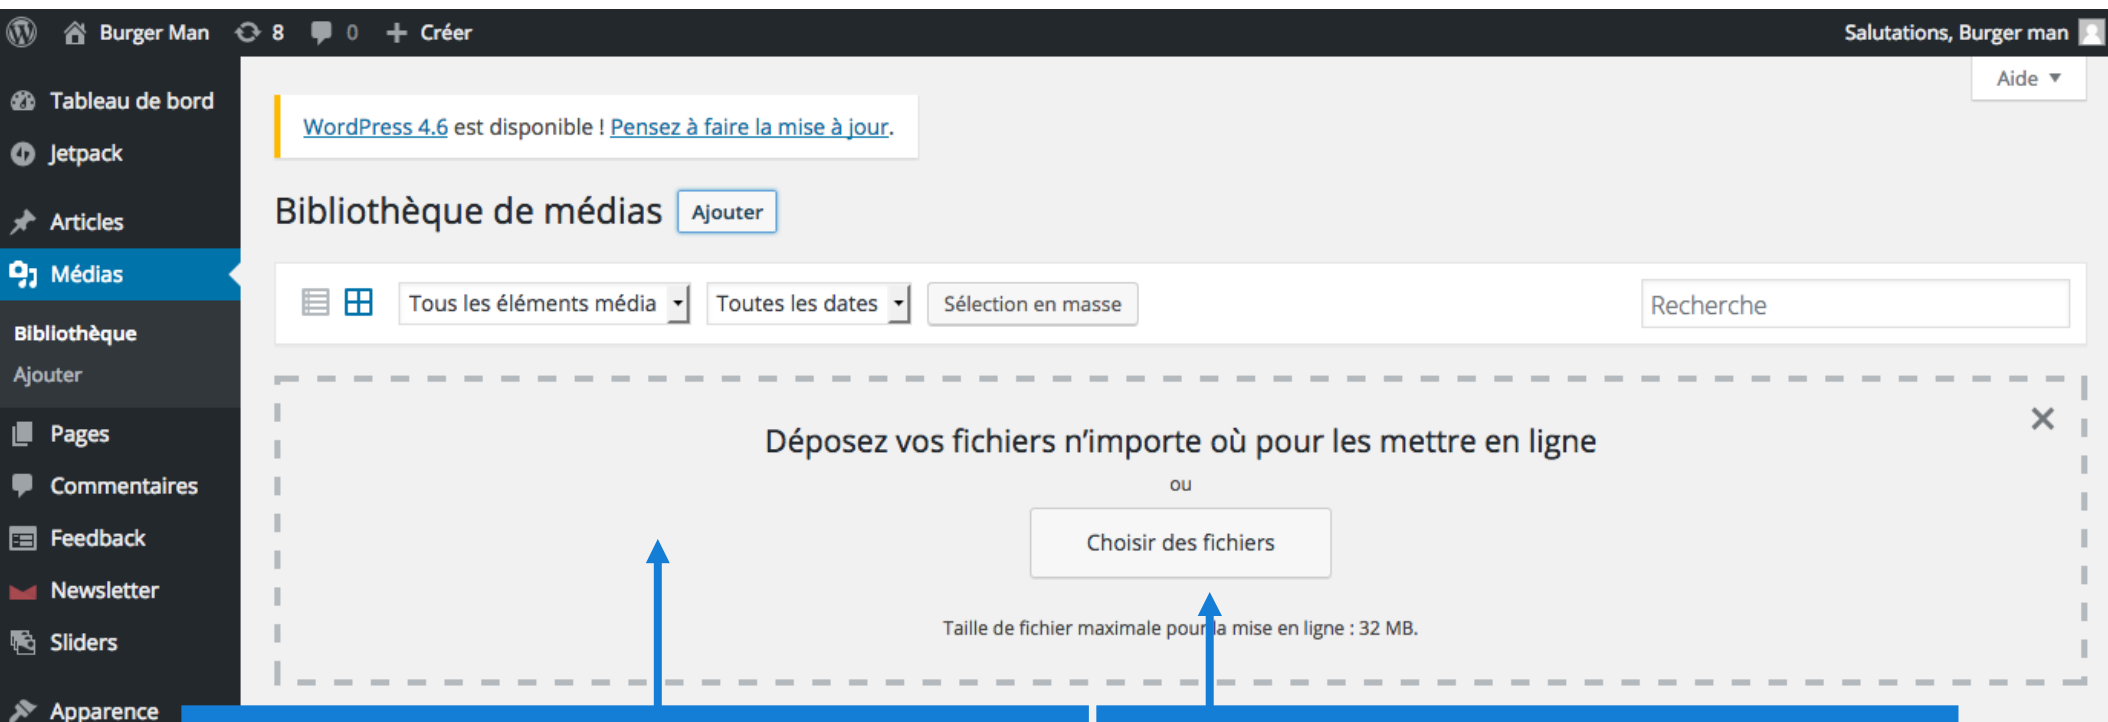 Burger Man 8 0 + Créer Salutations, Burger man
Aide
Tableau de bord
WordPress 4.6 est disponible ! Pensez à faire la mise à jour.
Jetpack
Articles
Bibliothèque de médias Ajouter
Médias
Tous les éléments média Toutes les dates Sélection en masse Recherche
Bibliothèque
Ajouter
Pages
Déposez vos fichiers n’importe où pour les mettre en ligne
Commentaires
ou
Feedback
Choisir des fichiers
Newsletter
Taille de fichier maximale pour la mise en ligne : 32 MB.
Sliders
Apparence